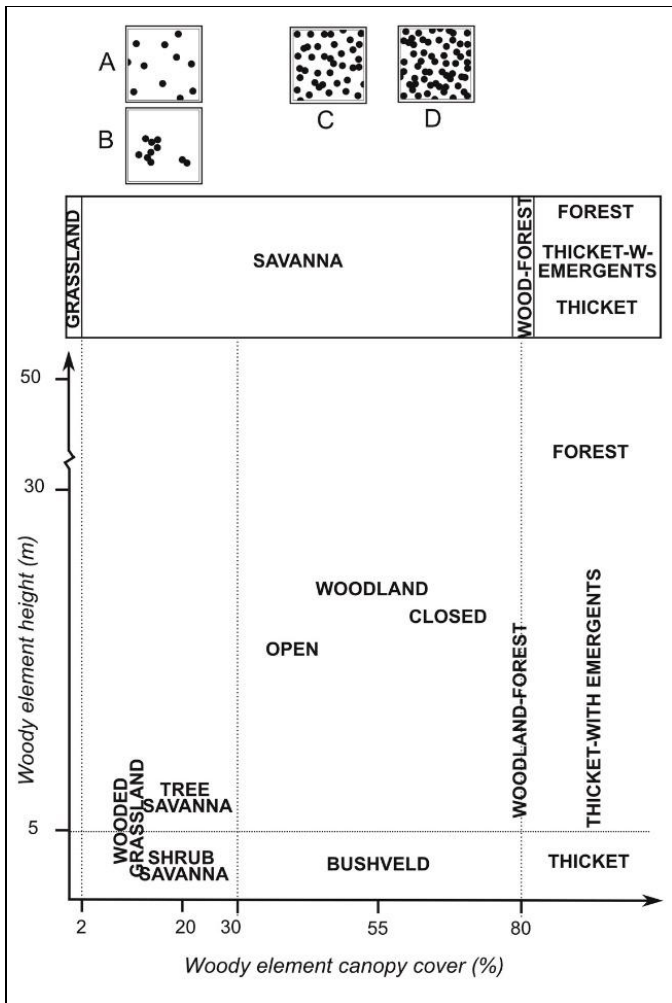 A
B
C
D
GRASSLAND
SAVANNA
WOOD-FOREST
FOREST
THICKET-W-
EMERGENTS
THICKET
50
30
5
Woody element height (m)
FOREST
WOODLAND
CLOSED
OPEN
WOODLAND-FOREST
THICKET-WITH EMERGENTS
WOODED
GRASSLAND
TREE
SAVANNA
SHRUB
SAVANNA
BUSHVELD
THICKET
2
20
30
55
80
Woody element canopy cover (%)